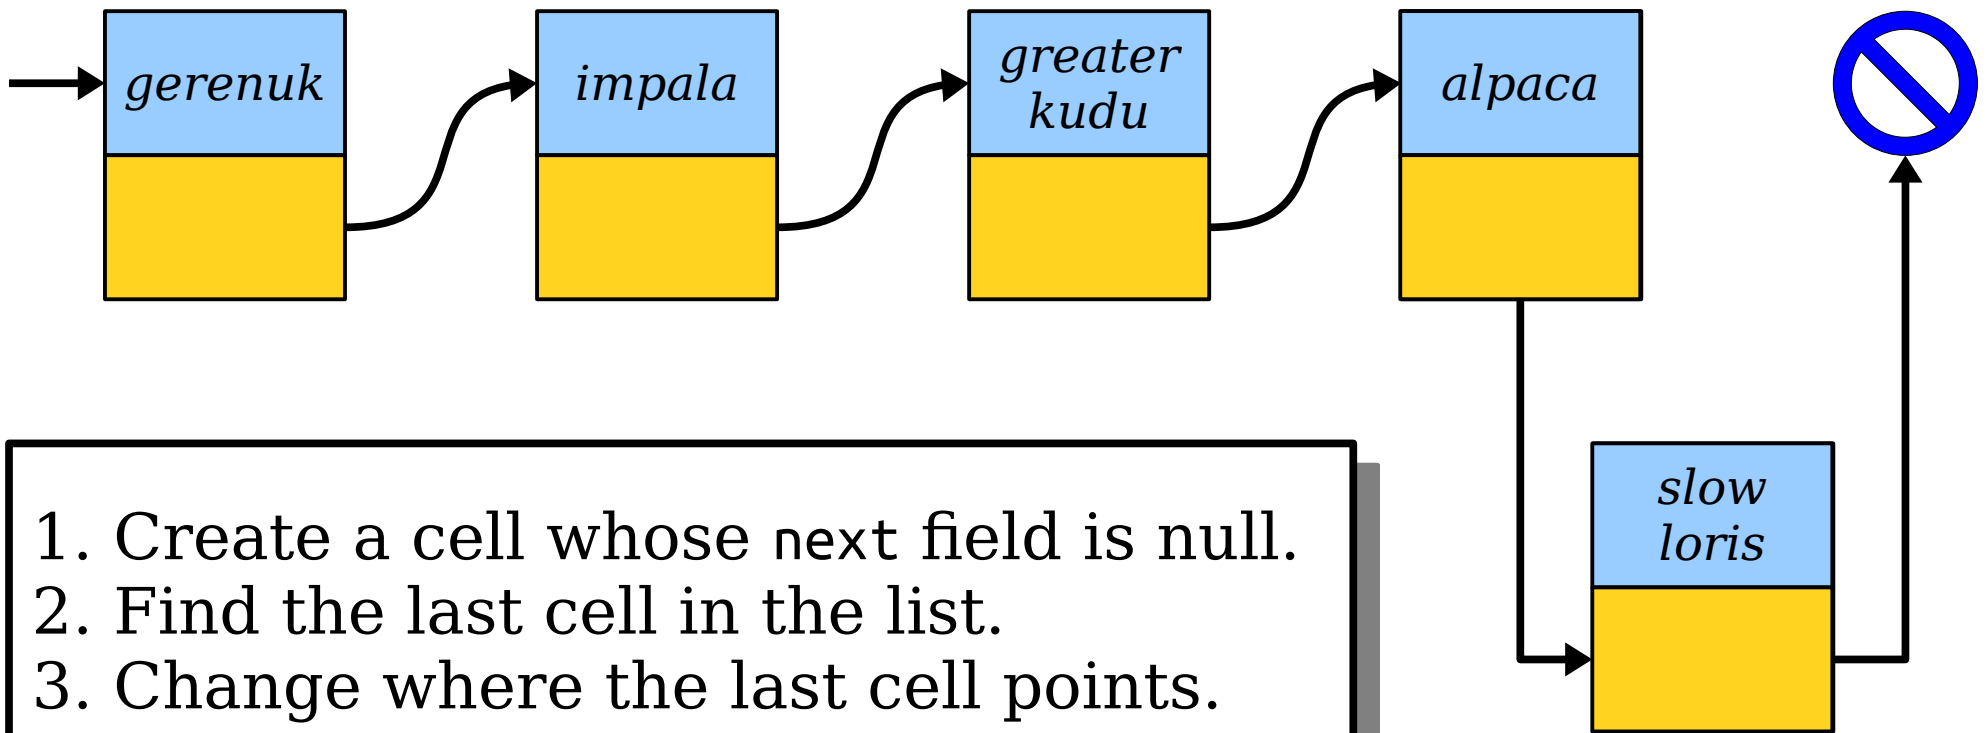 gerenuk
impala
greater
kudu
alpaca
slow
loris
1. Create a cell whose next field is null.
2. Find the last cell in the list.
3. Change where the last cell points.